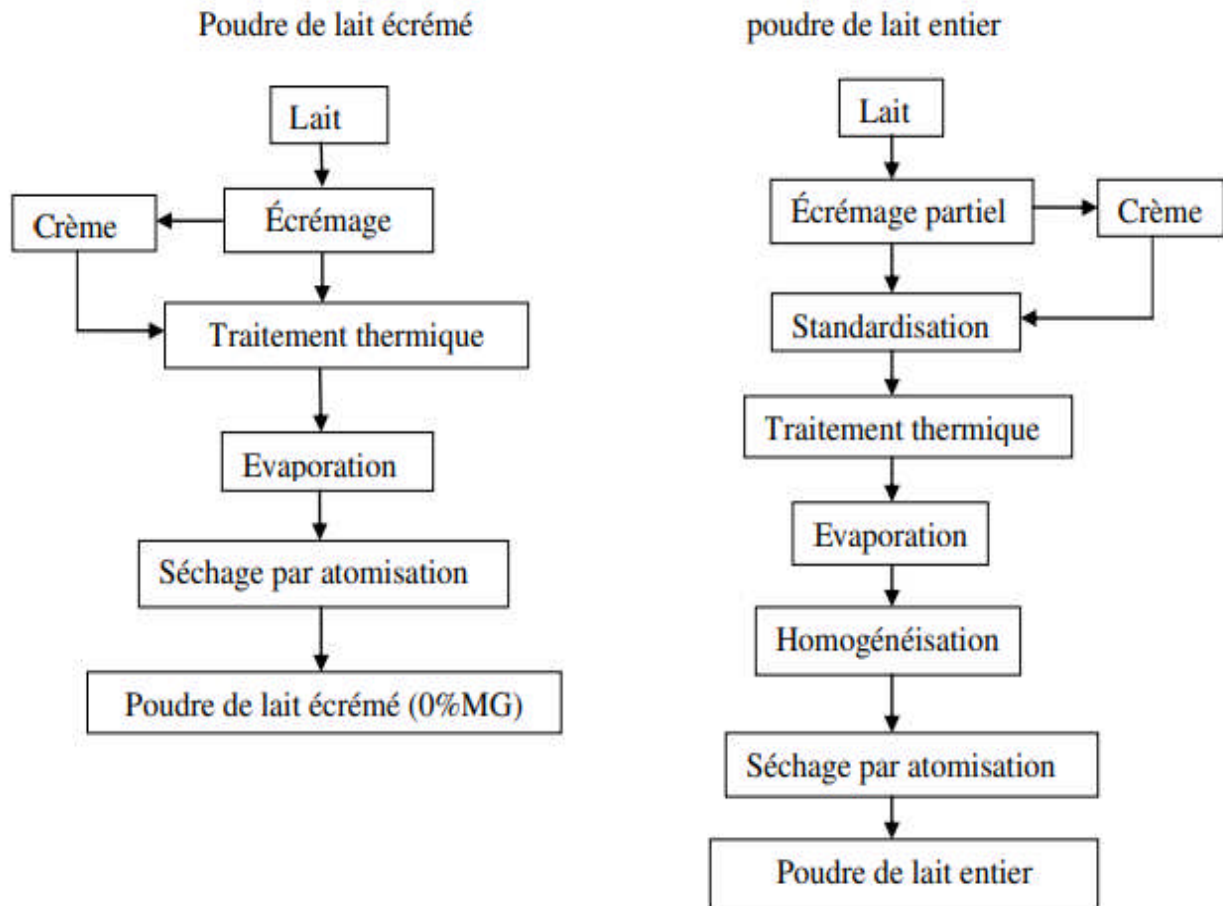 Poudre de lait écrémé
Lait
Écrémage
Crème
Traitement thermique
Evaporation
Séchage par atomisation
Poudre de lait écrémé (0%MG)
poudre de lait entier
Lait
Écrémage partiel
Crème
Standardisation
Traitement thermique
Evaporation
Homogénéisation
Séchage par atomisation
Poudre de lait entier